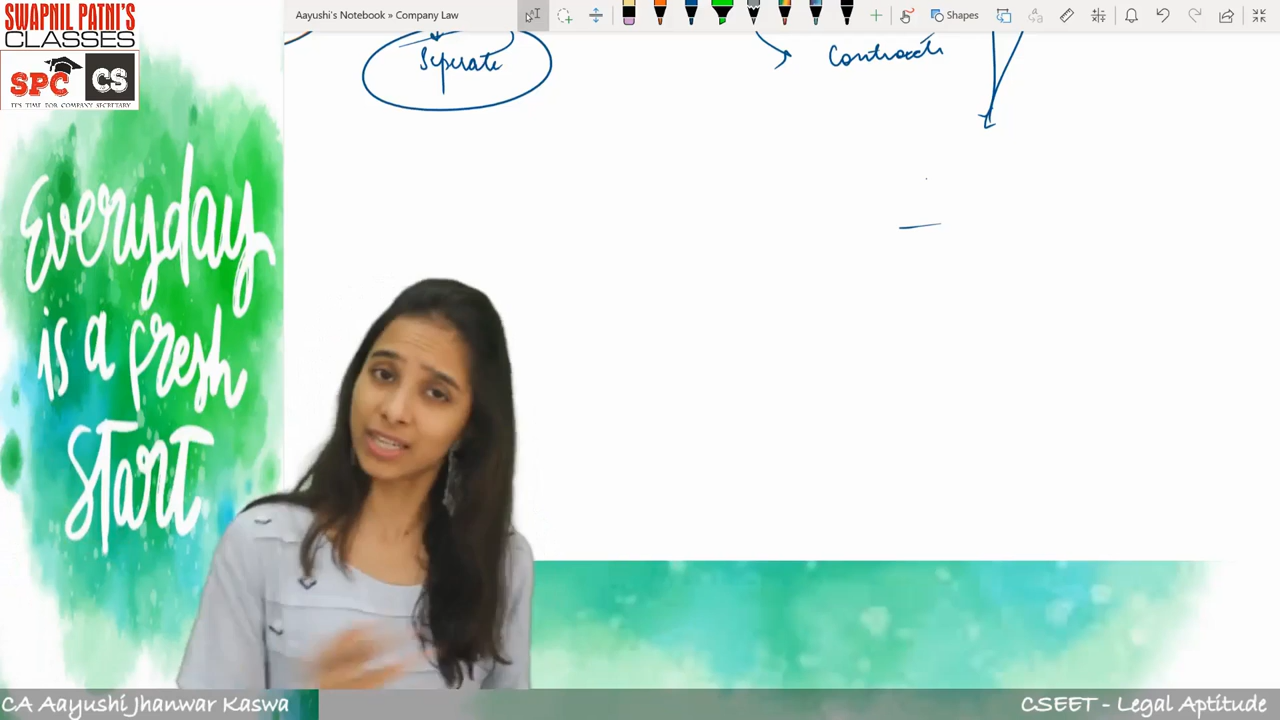 SWAPNIL PATNI'S
CLASSES
SPC CS
IT'S TIME FOR COMPANY SECRETARY
Aayushi's Notebook » Company Law
Shapes
Seperate
Contracts
Everyday
is a fresh
Start
CA Aayushi Jhanwar Kaswa
CSEET - Legal Aptitude